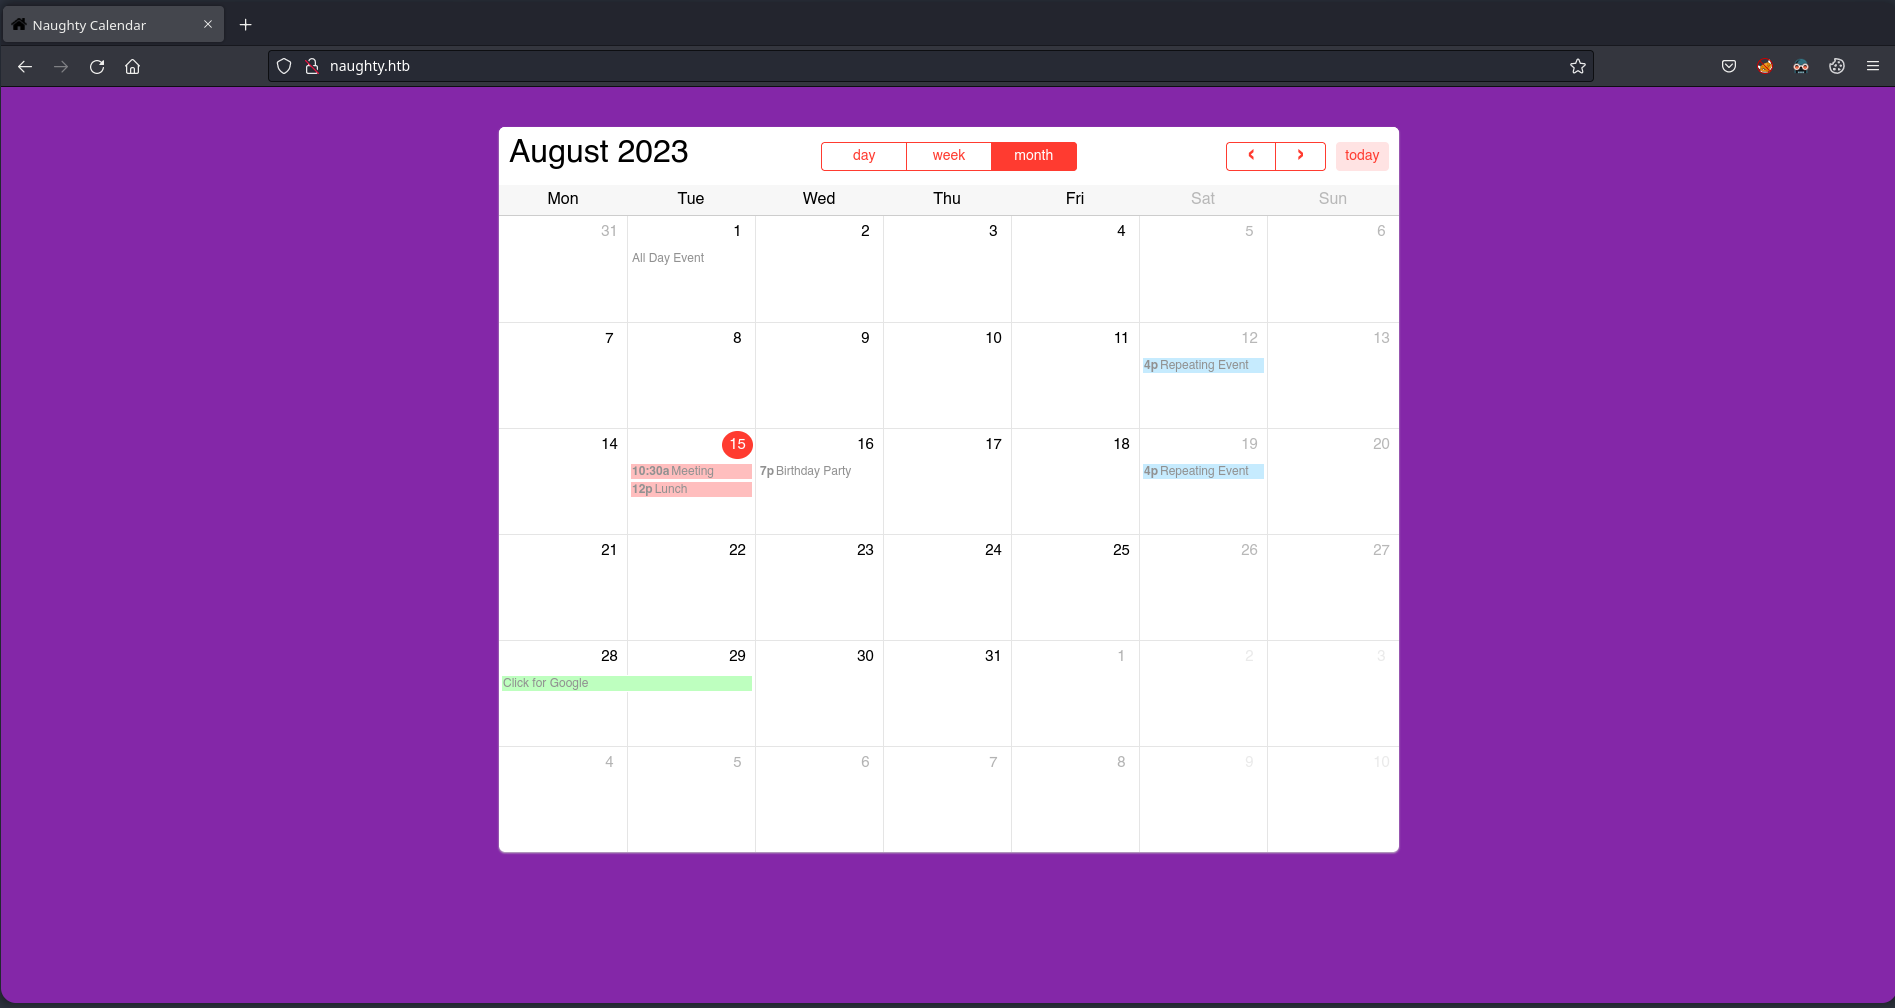 Naughty Calendar
naughty.htb
August 2023 day week month today
Mon Tue Wed Thu Fri Sat Sun
31 1 2 3 4 5 6
All Day Event
7 8 9 10 11 12 13
4p Repeating Event
14 15 16 17 18 19 20
10:30a Meeting 7p Birthday Party 4p Repeating Event
12p Lunch
21 22 23 24 25 26 27
28 29 30 31 1 2 3
Click for Google
4 5 6 7 8 9 10